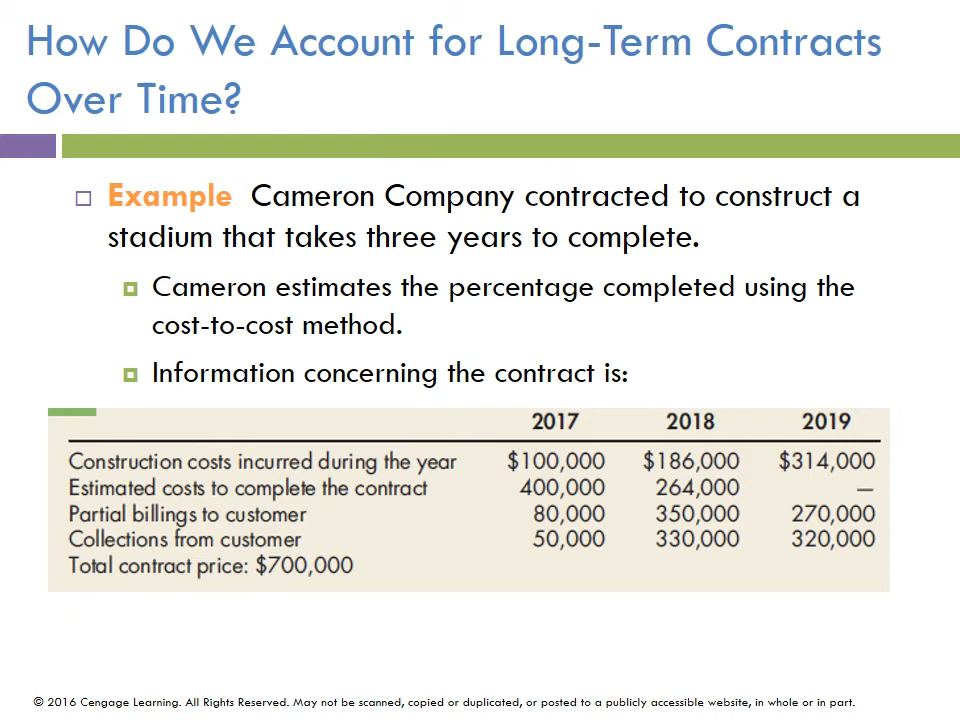 How Do We Account for Long-Term Contracts
Over Time?
Example Cameron Company contracted to construct a
stadium that takes three years to complete.
Cameron estimates the percentage completed using the
cost-to-cost method.
Information concerning the contract is:
2017 2018 2019
Construction costs incurred during the year $100,000 $186,000 $314,000
Estimated costs to complete the contract 400,000 264,000 —
Partial billings to customer 80,000 350,000 270,000
Collections from customer 50,000 330,000 320,000
Total contract price: $700,000
© 2016 Cengage Learning. All Rights Reserved. May not be scanned, copied or duplicated, or posted to a publicly accessible website, in whole or in part.